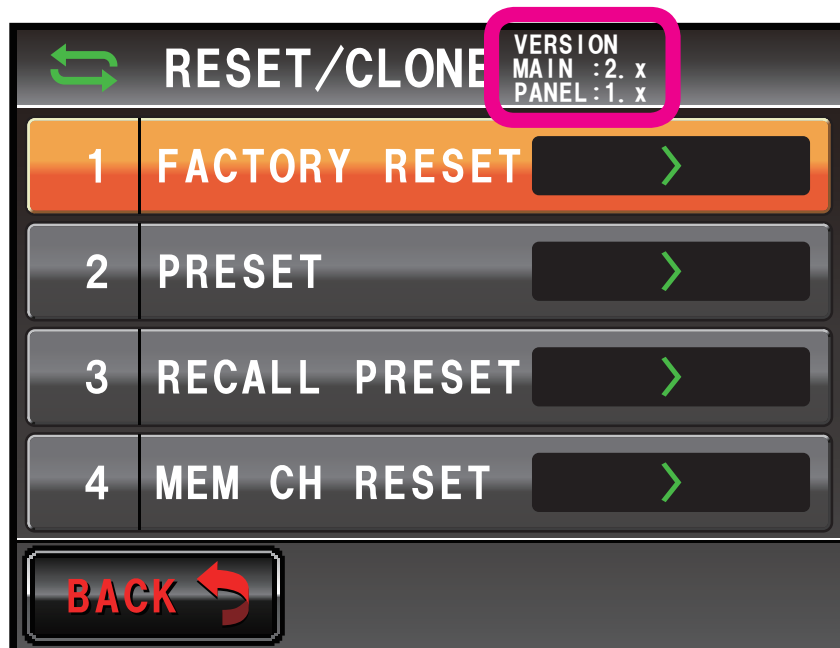 RESET/CLONE
VERSION
MAIN :2. x
PANEL:1. x
1 FACTORY RESET
2 PRESET
3 RECALL PRESET
4 MEM CH RESET
BACK